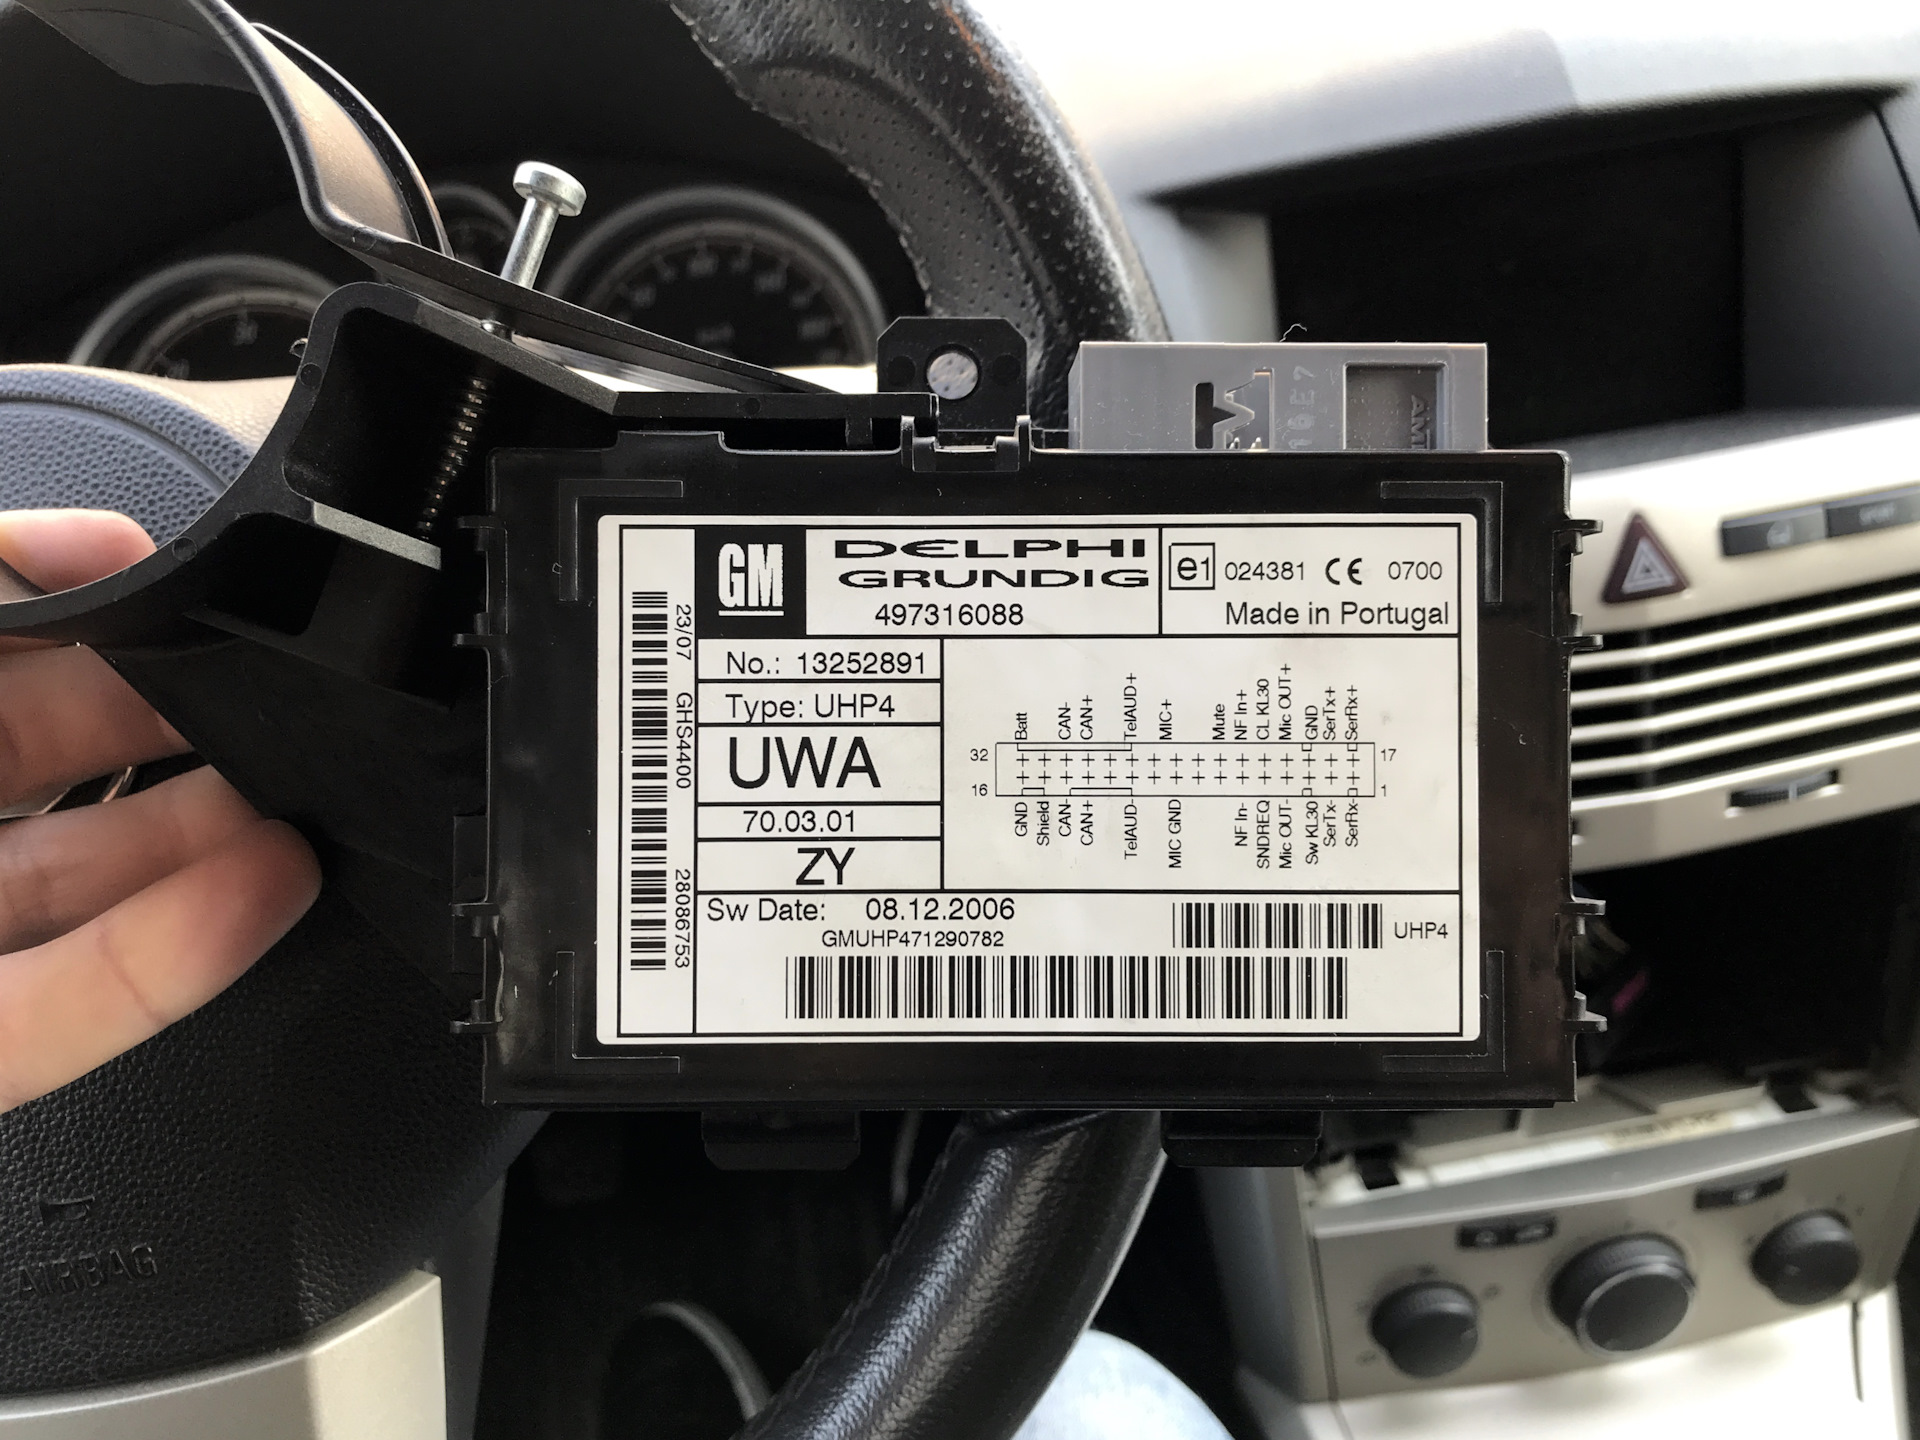 GM
DELPHI
GRUNDIG
497316088
e1 024381 CE 0700
Made in Portugal
23/07 GHS4400 28086753
No.: 13252891
Type: UHP4
UWA
70.03.01
ZY
Batt CAN- CAN+ TelAUD+ MIC+ Mute NF In+ CL KL30 Mic OUT+ GND SerTx+ SerRx+
32 17
16 1
GND Shield CAN- CAN+ TelAUD- MIC GND NF In- SNDREQ Mic OUT- Sw KL30 SerTx- SerRx-
Sw Date: 08.12.2006
GMUHP471290782
UHP4
AIRBAG